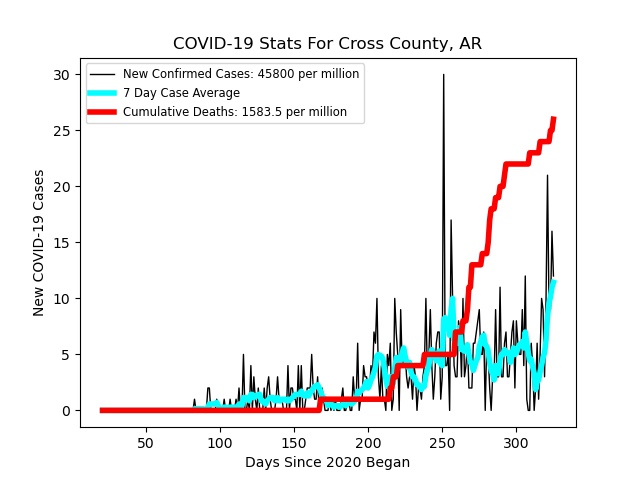 COVID-19 Stats For Cross County, AR
New Confirmed Cases: 45800 per million
7 Day Case Average
Cumulative Deaths: 1583.5 per million
New COVID-19 Cases
30
25
20
15
10
5
0
50 100 150 200 250 300
Days Since 2020 Began